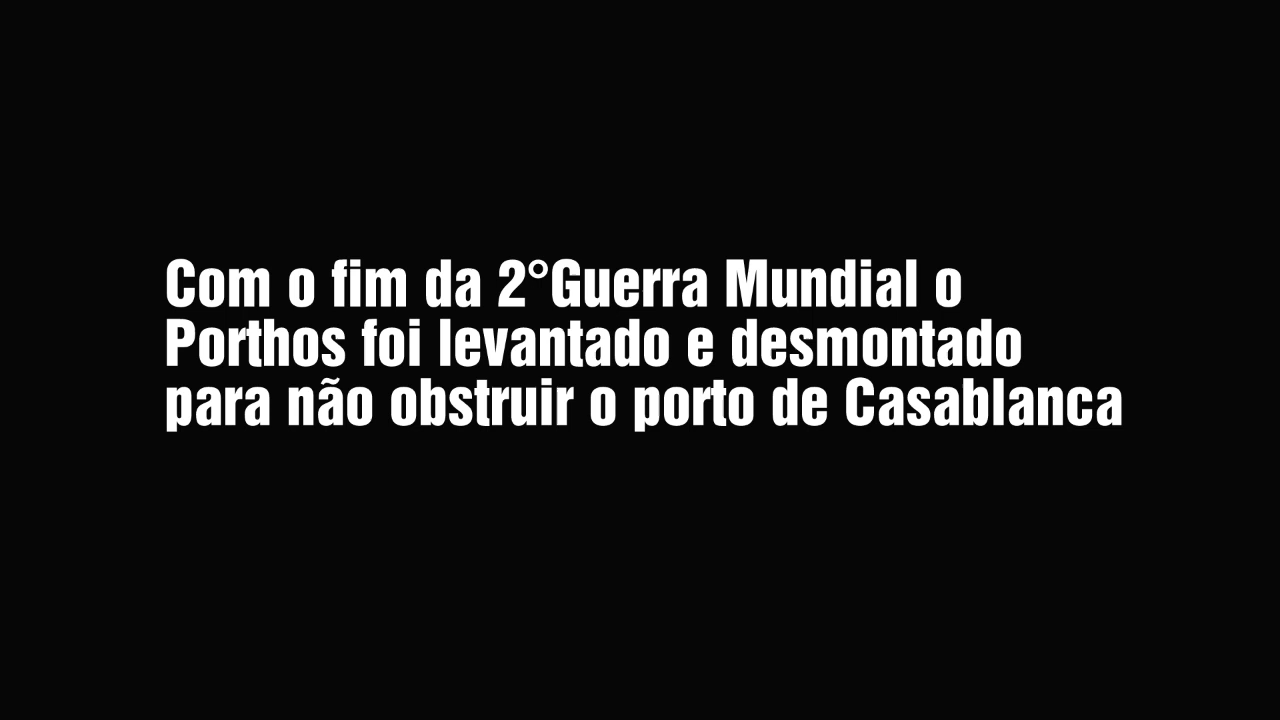 Com o fim da 2°Guerra Mundial o
Porthos foi levantado e desmontado
para não obstruir o porto de Casablanca